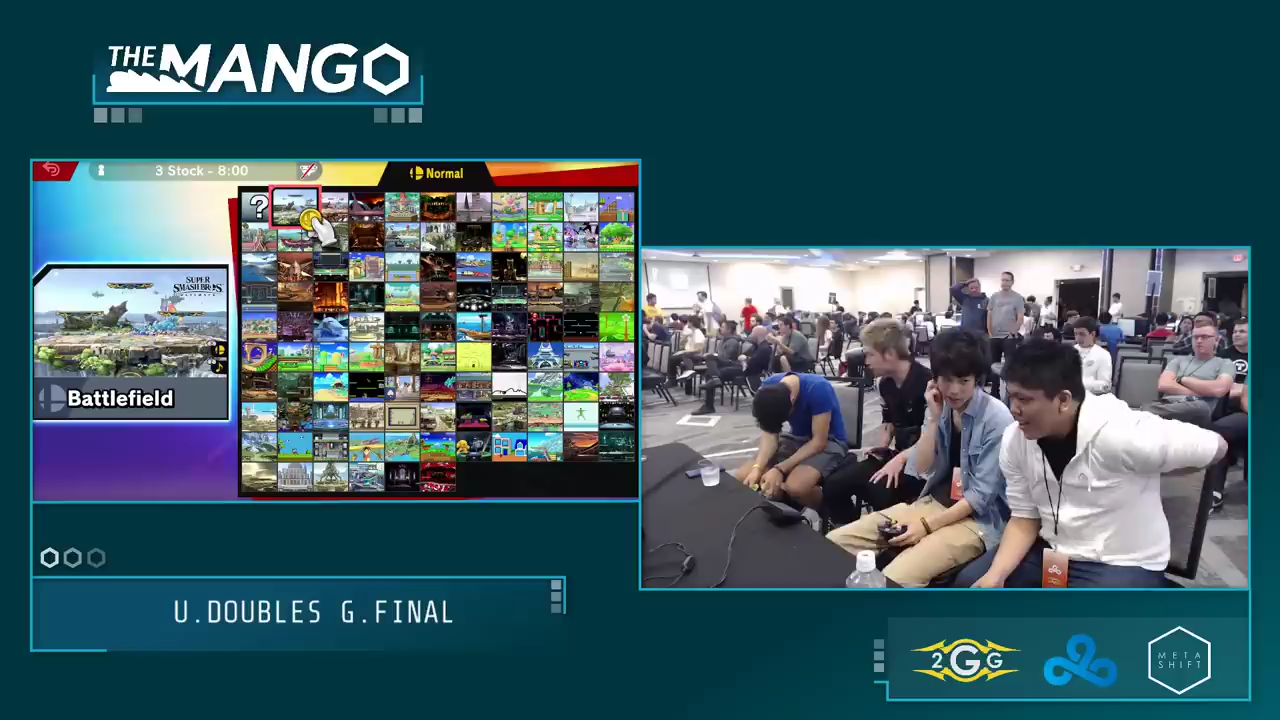 THE MANGO
3 Stock - 8:00
Normal
?
SUPER
SMASH BROS.
ULTIMATE
Battlefield
U.DOUBLES G.FINAL
2GG
META
SHIFT